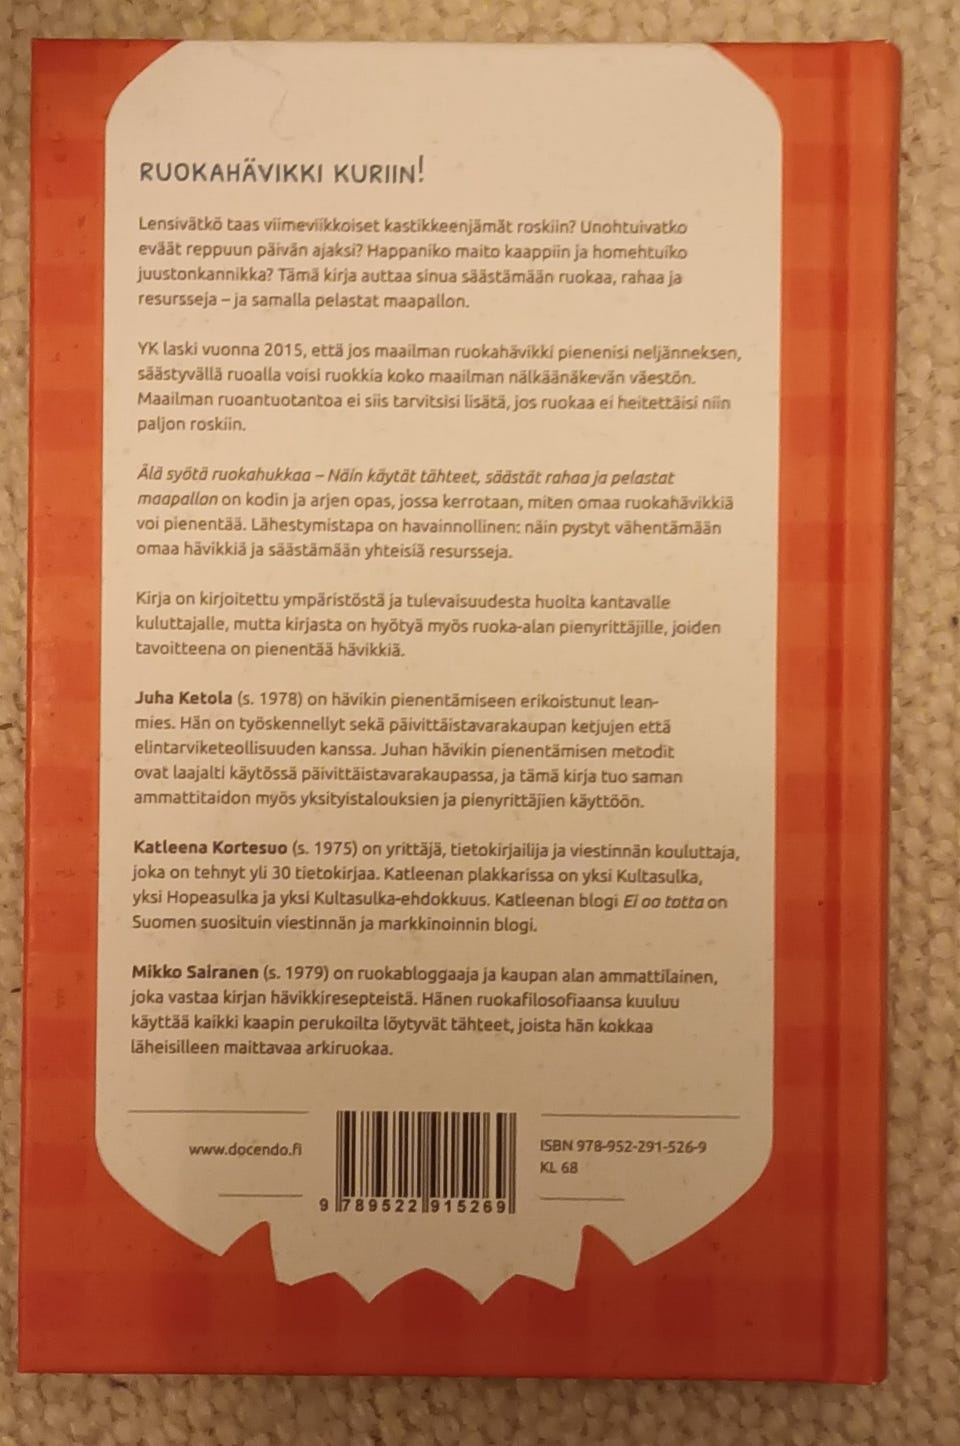 RUOKAHÄVIKKI KURIIN!
Lensivätkö taas viimeviikkoiset kastikkeenjämät roskiin? Unohtuivatko
eväät reppuun päivän ajaksi? Happaniko maito kaappiin ja homehtuiko
juustonkannikka? Tämä kirja auttaa sinua säästämään ruokaa, rahaa ja
resursseja – ja samalla pelastat maapallon.
YK laski vuonna 2015, että jos maailman ruokahävikki pienenisi neljänneksen,
säästyvällä ruoalla voisi ruokkia koko maailman nälkäänäkevän väestön.
Maailman ruoantuotantoa ei siis tarvitsisi lisätä, jos ruokaa ei heitettäisi niin
paljon roskiin.
Älä syötä ruokahukkaa – Näin käytät tähteet, säästät rahaa ja pelastat
maapallon on kodin ja arjen opas, jossa kerrotaan, miten omaa ruokahävikkiä
voi pienentää. Lähestymistapa on havainnollinen: näin pystyt vähentämään
omaa hävikkiä ja säästämään yhteisiä resursseja.
Kirja on kirjoitettu ympäristöstä ja tulevaisuudesta huolta kantavalle
kuluttajalle, mutta kirjasta on hyötyä myös ruoka-alan pienyrittäjille, joiden
tavoitteena on pienentää hävikkiä.
Juha Ketola (s. 1978) on hävikin pienentämiseen erikoistunut lean-
mies. Hän on työskennellyt sekä päivittäistavarakaupan ketjujen että
elintarviketeollisuuden kanssa. Juhan hävikin pienentämisen metodit
ovat laajalti käytössä päivittäistavarakaupassa, ja tämä kirja tuo saman
ammattitaidon myös yksityistalouksien ja pienyrittäjien käyttöön.
Katleena Kortesuo (s. 1975) on yrittäjä, tietokirjailija ja viestinnän kouluttaja,
joka on tehnyt yli 30 tietokirjaa. Katleenan plakkarissa on yksi Kultasulka,
yksi Hopeasulka ja yksi Kultasulka-ehdokkuus. Katleenan blogi Ei oo totta on
Suomen suosituin viestinnän ja markkinoinnin blogi.
Mikko Sairanen (s. 1979) on ruokabloggaaja ja kaupan alan ammattilainen,
joka vastaa kirjan hävikkiresepteistä. Hänen ruokafilosofiaansa kuuluu
käyttää kaikki kaapin perukoilta löytyvät tähteet, joista hän kokkaa
läheisilleen maittavaa arkiruokaa.
www.docendo.fi
9 789522 915269
ISBN 978-952-291-526-9
KL 68